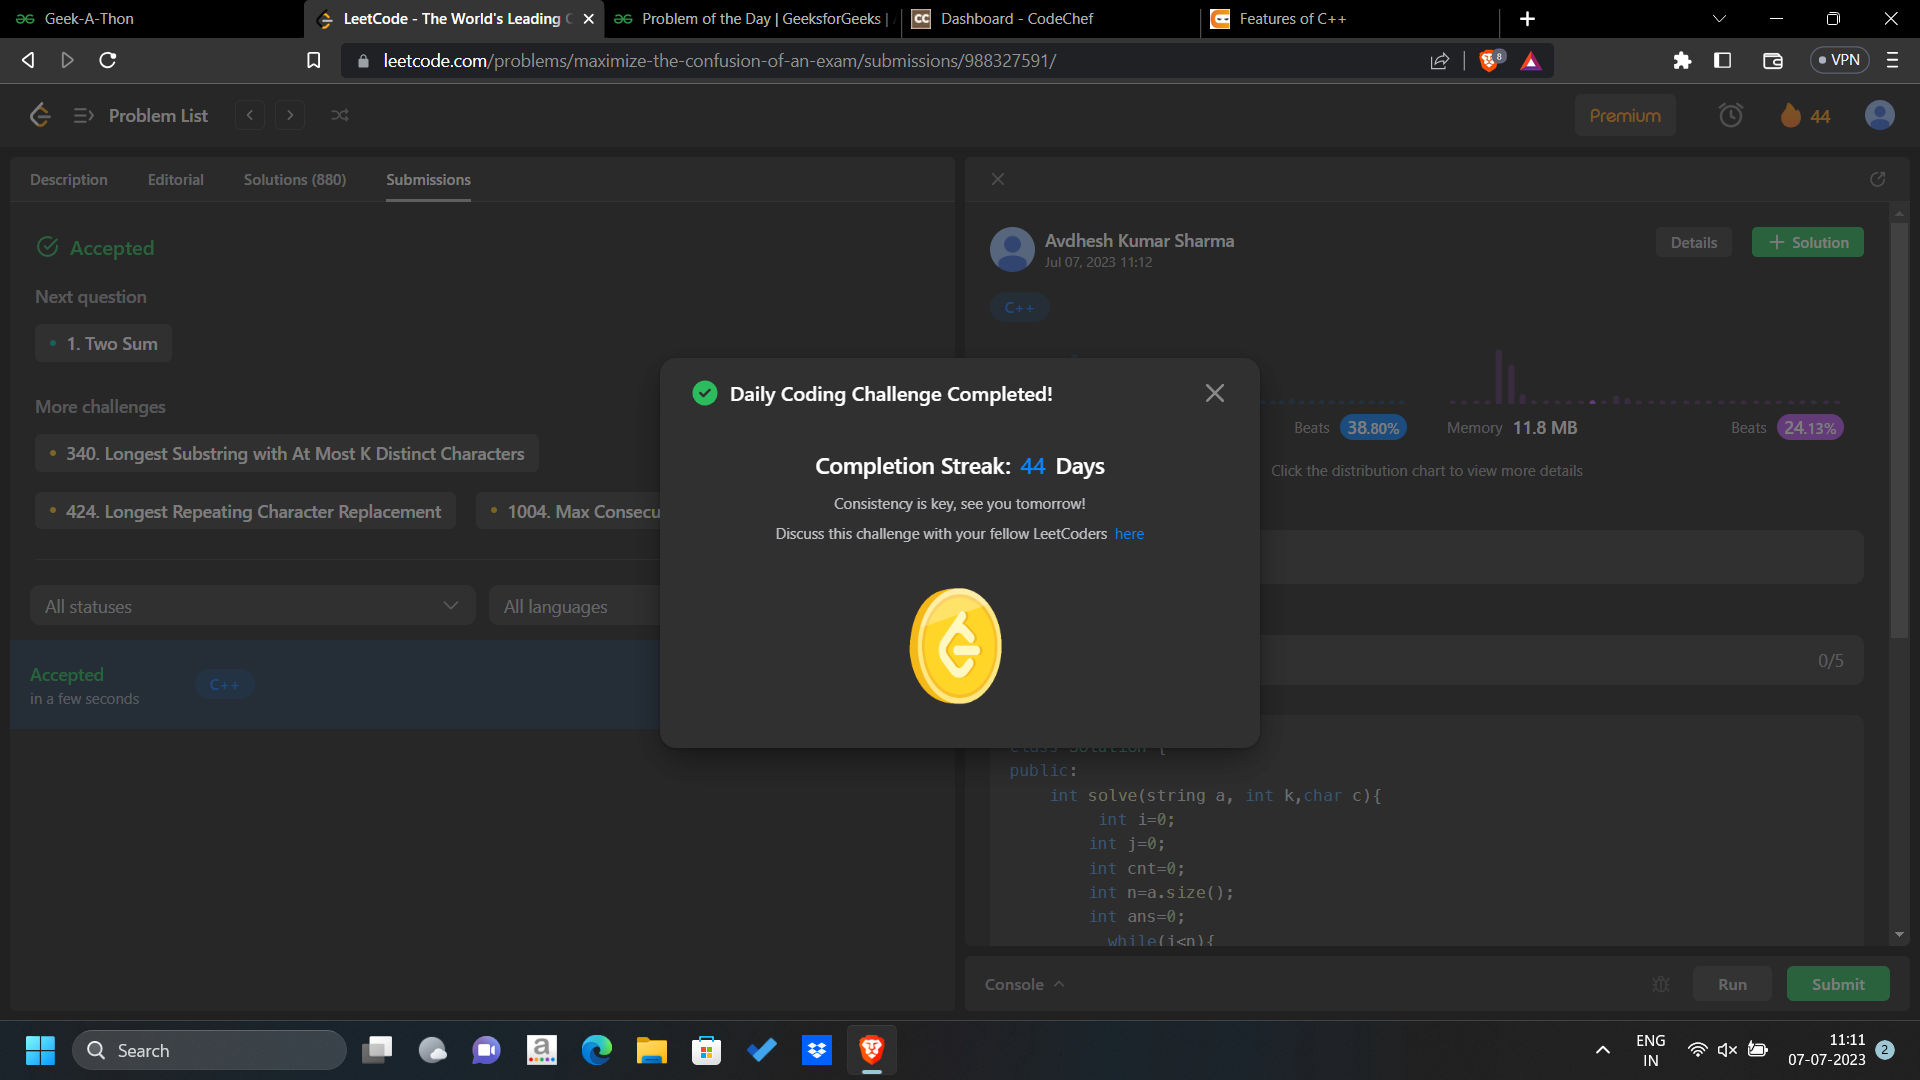 Geek-A-Thon
LeetCode - The World's Leading
Problem of the Day | GeeksforGeeks |
CC Dashboard - CodeChef
Features of C++
leetcode.com/problems/maximize-the-confusion-of-an-exam/submissions/988327591/
8
VPN
Problem List
Premium
44
Description Editorial Solutions (880) Submissions
Accepted
Next question
1. Two Sum
More challenges
340. Longest Substring with At Most K Distinct Characters
424. Longest Repeating Character Replacement
1004. Max Consecu
All statuses
All languages
Accepted
in a few seconds
C++
Daily Coding Challenge Completed!
Completion Streak: 44 Days
Consistency is key, see you tomorrow!
Discuss this challenge with your fellow LeetCoders here
Avdhesh Kumar Sharma
Jul 07, 2023 11:12
Details
+ Solution
C++
Beats 38.80%
Memory 11.8 MB
Beats 24.13%
Click the distribution chart to view more details
0/5
class Solution {
public:
int solve(string a, int k,char c){
int i=0;
int j=0;
int cnt=0;
int n=a.size();
int ans=0;
while(j<n){
Console
Run
Submit
Search
a
ENG
IN
11:11
07-07-2023
2